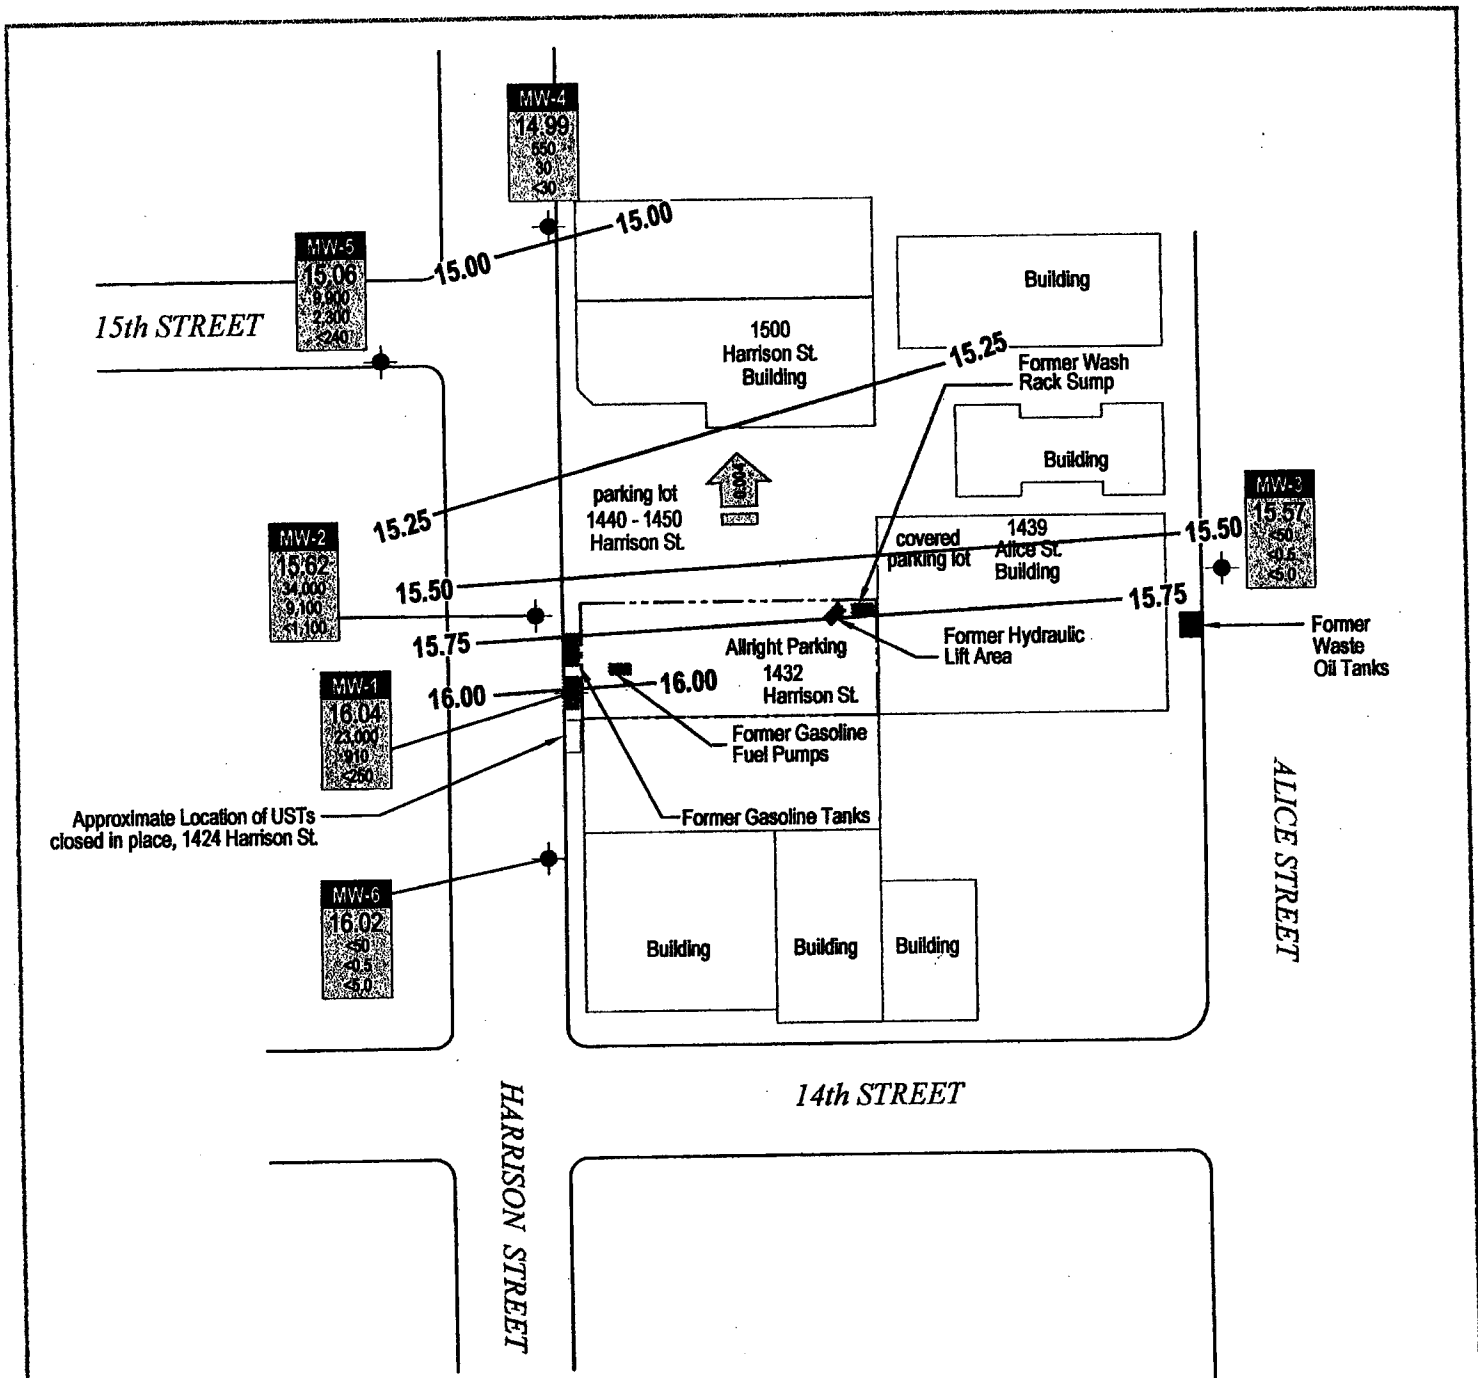 MW-4
14.99
550
30
<30
15.00
MW-5
15.06
9,900
2,300
<240
15.00
15th STREET
Building
1500
Harrison St.
Building
15.25
Former Wash
Rack Sump
Building
0.004
parking lot
1440 - 1450
Harrison St.
15.25
MW-3
15.57
<50
<0.5
<5.0
MW-2
15.62
34,000
9,100
<1,100
15.50
covered
parking lot
1439
Alice St.
Building
15.50
15.75
15.75
Allright Parking
1432
Harrison St.
Former Hydraulic
Lift Area
Former
Waste
Oil Tanks
MW-1
16.04
23,000
910
<250
16.00
16.00
Former Gasoline
Fuel Pumps
Approximate Location of USTs
closed in place, 1424 Harrison St.
Former Gasoline Tanks
MW-6
16.02
<50
<0.5
<5.0
Building
Building
Building
ALICE STREET
14th STREET
HARRISON STREET